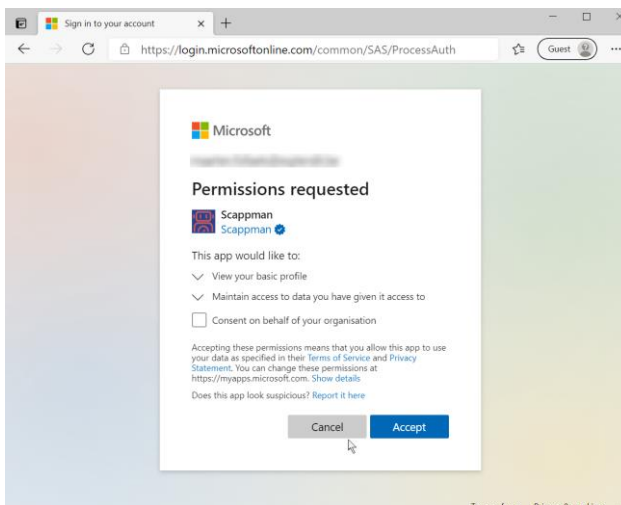 Sign in to your account
https://login.microsoftonline.com/common/SAS/ProcessAuth
Guest
Microsoft
Permissions requested
Scappman
Scappman
This app would like to:
View your basic profile
Maintain access to data you have given it access to
Consent on behalf of your organisation
Accepting these permissions means that you allow this app to use
your data as specified in their Terms of Service and Privacy
Statement. You can change these permissions at
https://myapps.microsoft.com. Show details
Does this app look suspicious? Report it here
Cancel Accept